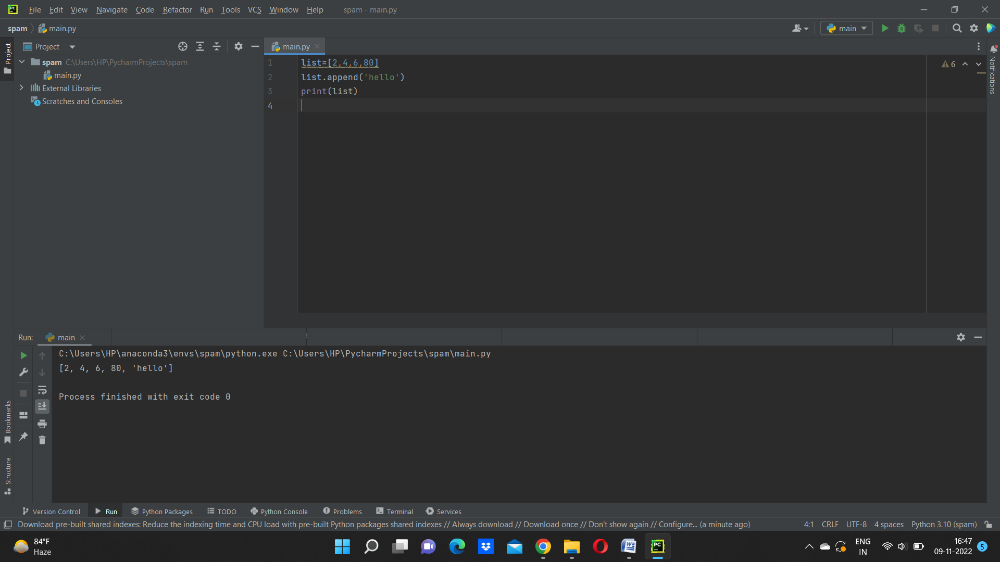 PC File Edit View Navigate Code Refactor Run Tools VCS Window Help spam - main.py
spam main.py main
Project main.py
spam C:\Users\HP\PycharmProjects\spam
main.py
External Libraries
Scratches and Consoles
Project
Bookmarks
Structure
1 list=[2,4,6,80]
2 list.append('hello')
3 print(list)
4
6
Notifications
Run: main
C:\Users\HP\anaconda3\envs\spam\python.exe C:\Users\HP\PycharmProjects\spam\main.py
[2, 4, 6, 80, 'hello']
Process finished with exit code 0
Version Control Run Python Packages TODO Python Console Problems Terminal Services
Download pre-built shared indexes: Reduce the indexing time and CPU load with pre-built Python packages shared indexes // Always download // Download once // Don't show again // Configure... (a minute ago) 4:1 CRLF UTF-8 4 spaces Python 3.10 (spam)
84°F
Haze
W
PC
ENG
IN
16:47
09-11-2022
5